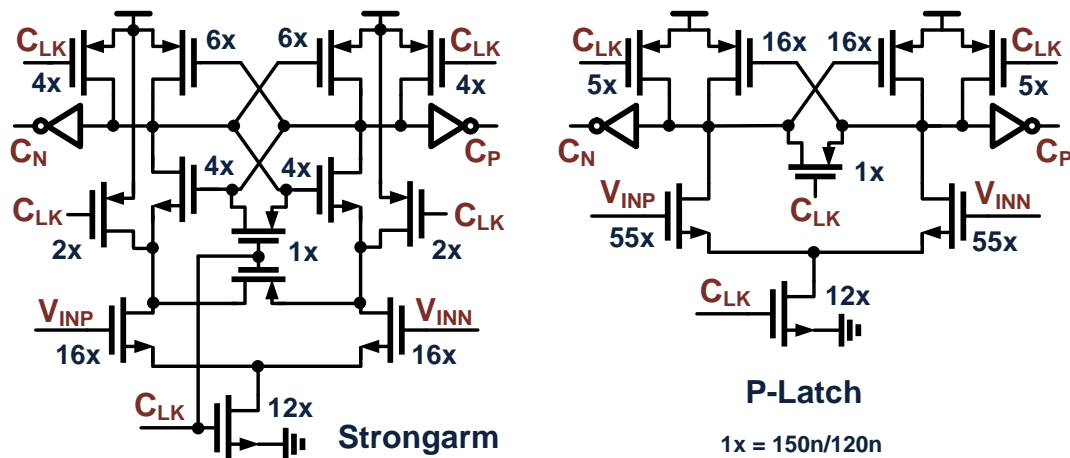 6x 6x 16x 16x
CLK CLK CLK CLK
4x 4x 5x 5x
CN CP CN CP
4x 4x 1x
CLK CLK CLK
2x 1x 2x VINP VINN
55x 55x
VINP VINN
16x 16x CLK 12x
CLK 12x P-Latch
Strongarm 1x = 150n/120n